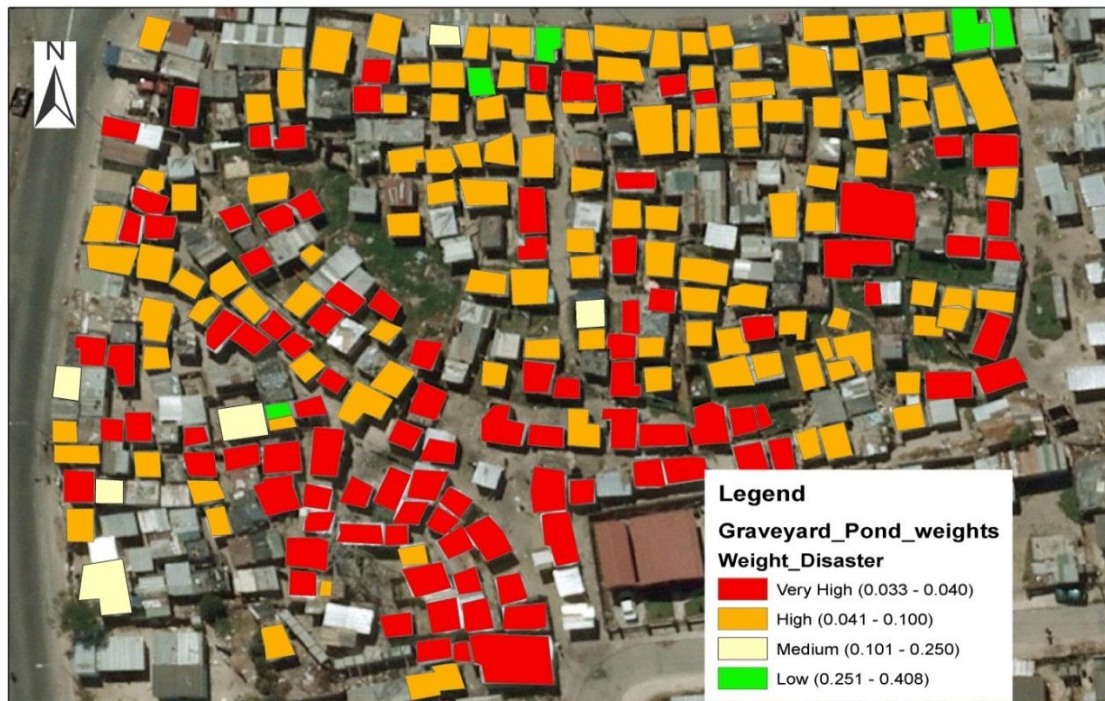 N
Legend
Graveyard_Pond_weights
Weight_Disaster
Very High (0.033 - 0.040)
High (0.041 - 0.100)
Medium (0.101 - 0.250)
Low (0.251 - 0.408)